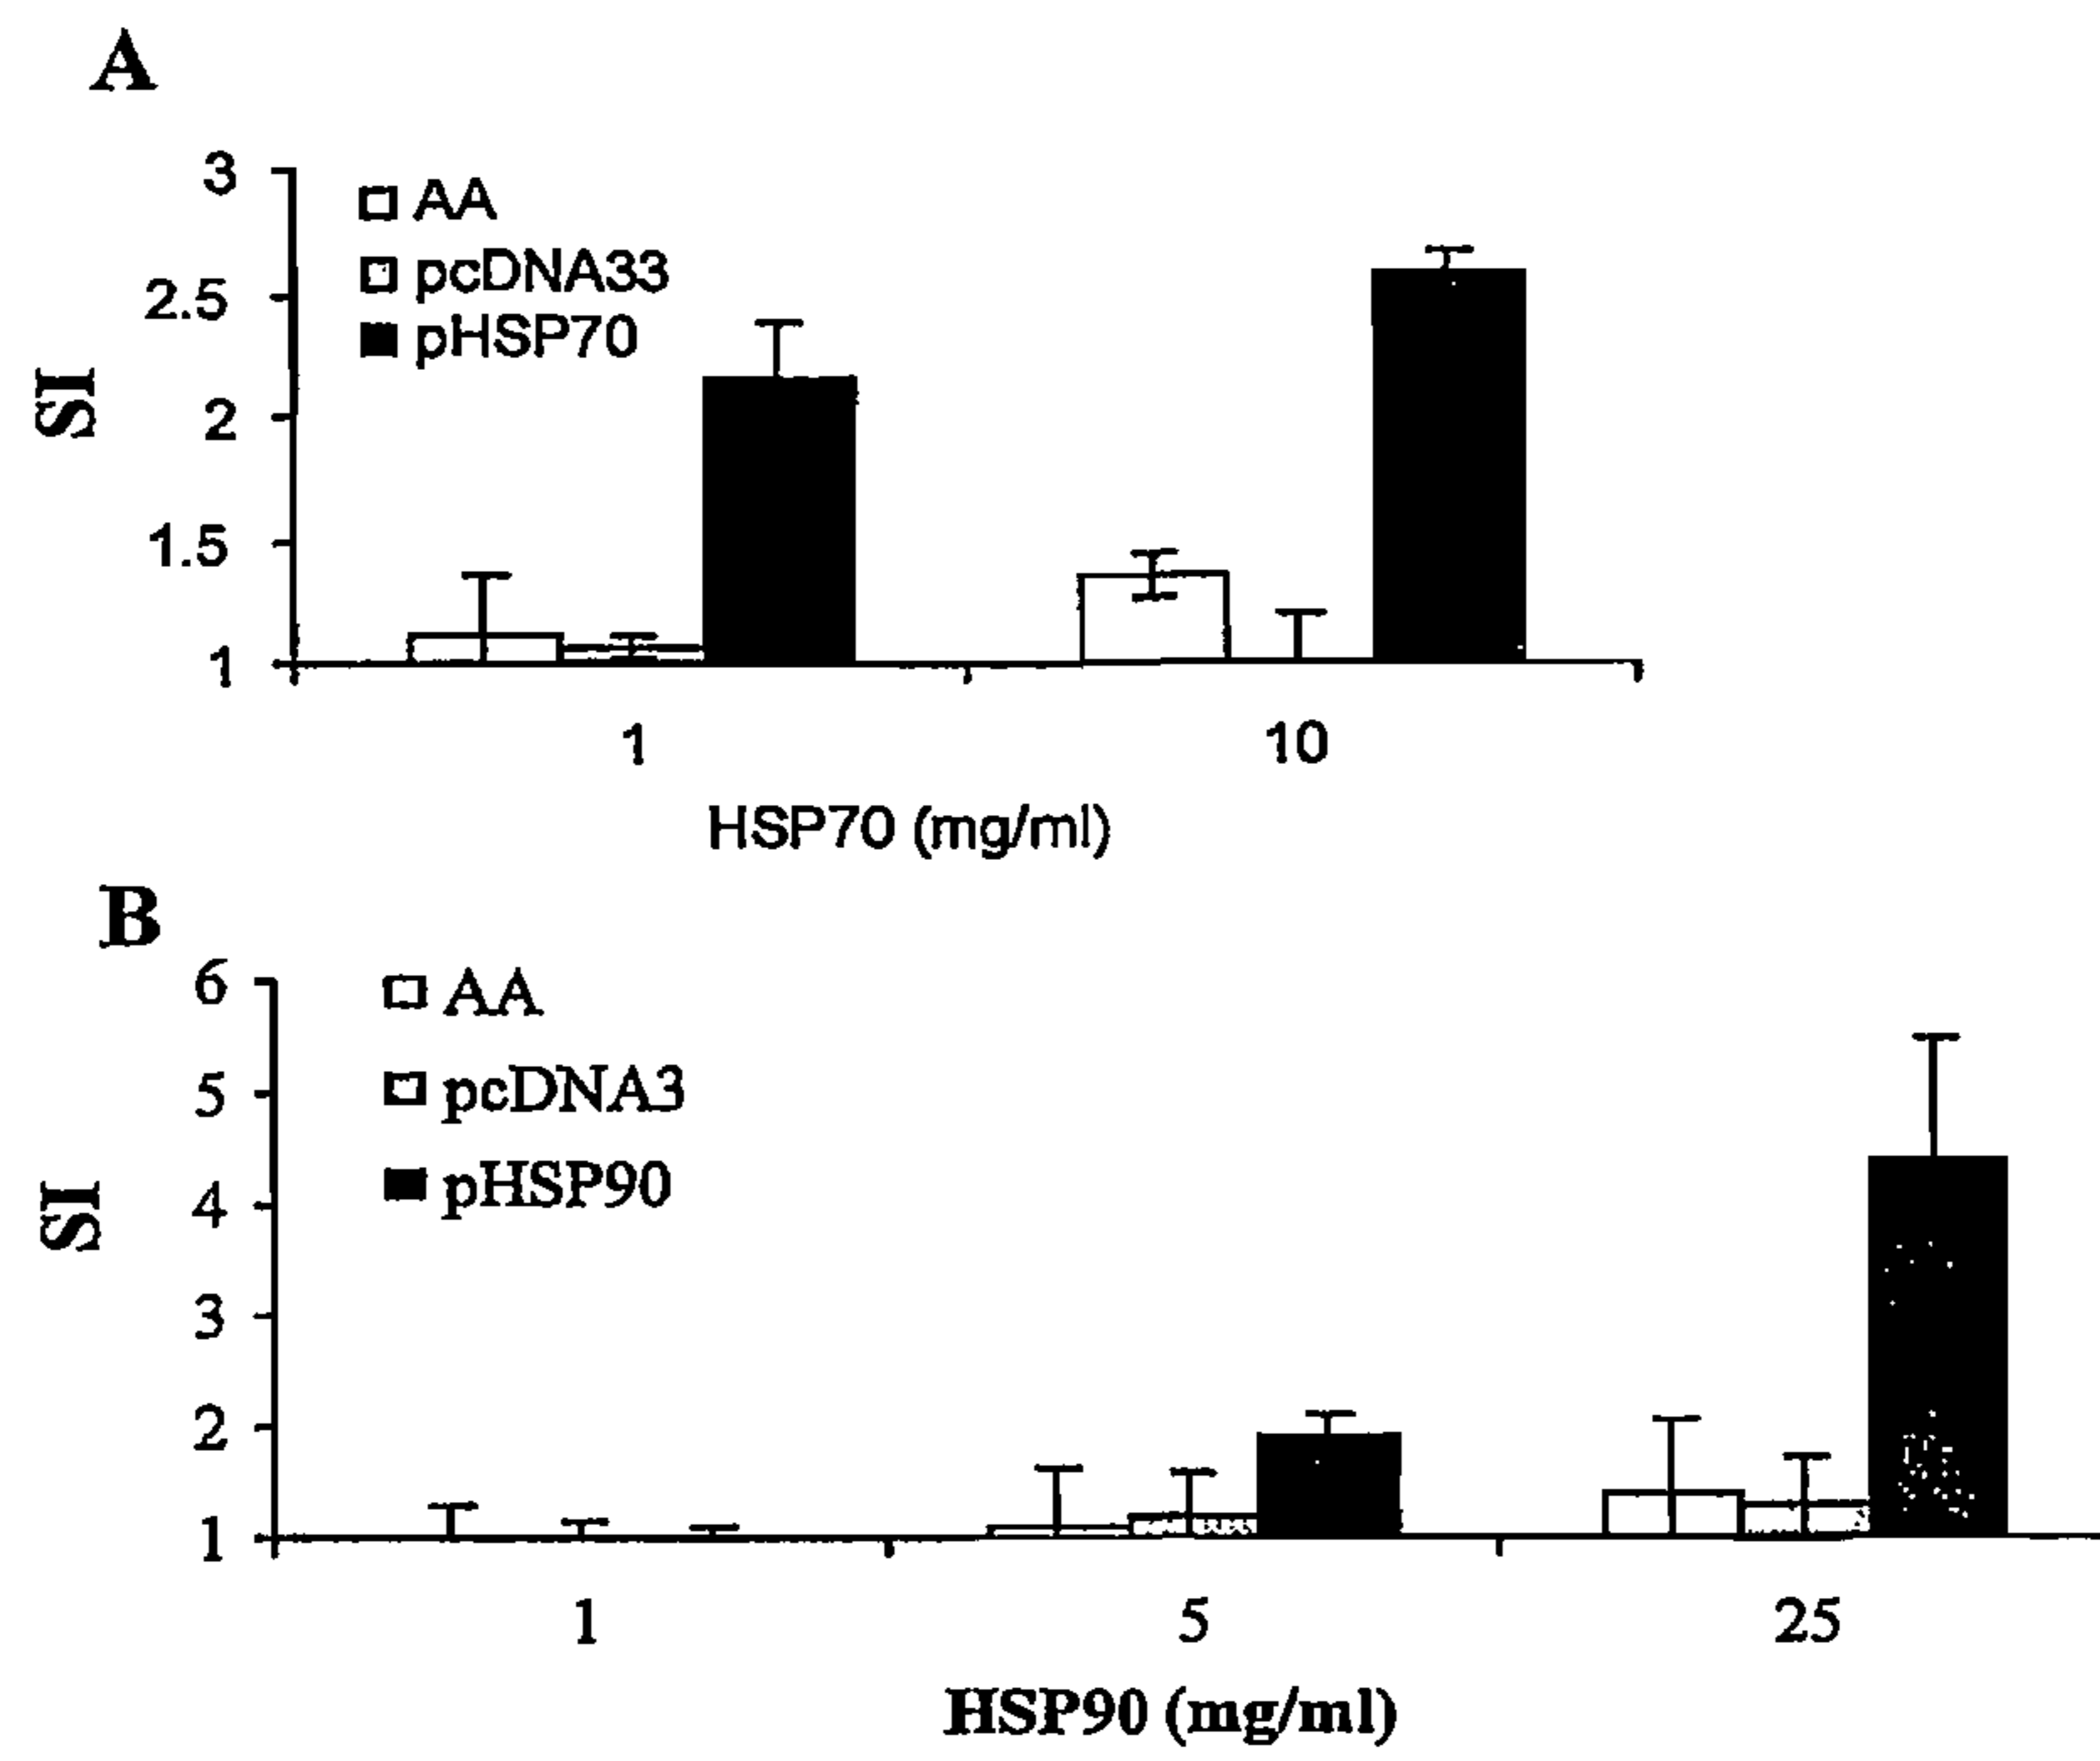 A
3
AA
pcDNA33
2.5
pHSP70
SI
2
1.5
1
1 10
HSP70 (mg/ml)
B
6
AA
5
pcDNA3
pHSP90
SI
4
3
2
1
1 5 25
HSP90 (mg/ml)